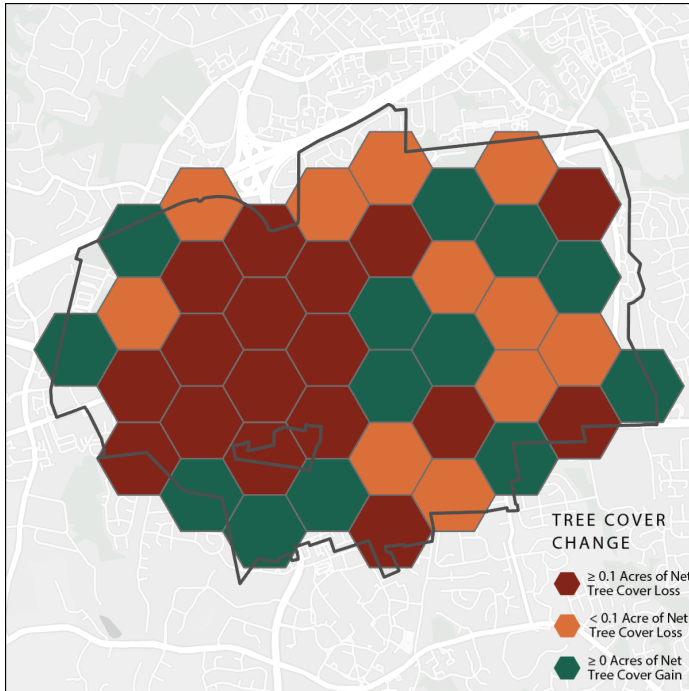 TREE COVER
CHANGE
≥ 0.1 Acres of Net
Tree Cover Loss
< 0.1 Acre of Net
Tree Cover Loss
≥ 0 Acres of Net
Tree Cover Gain